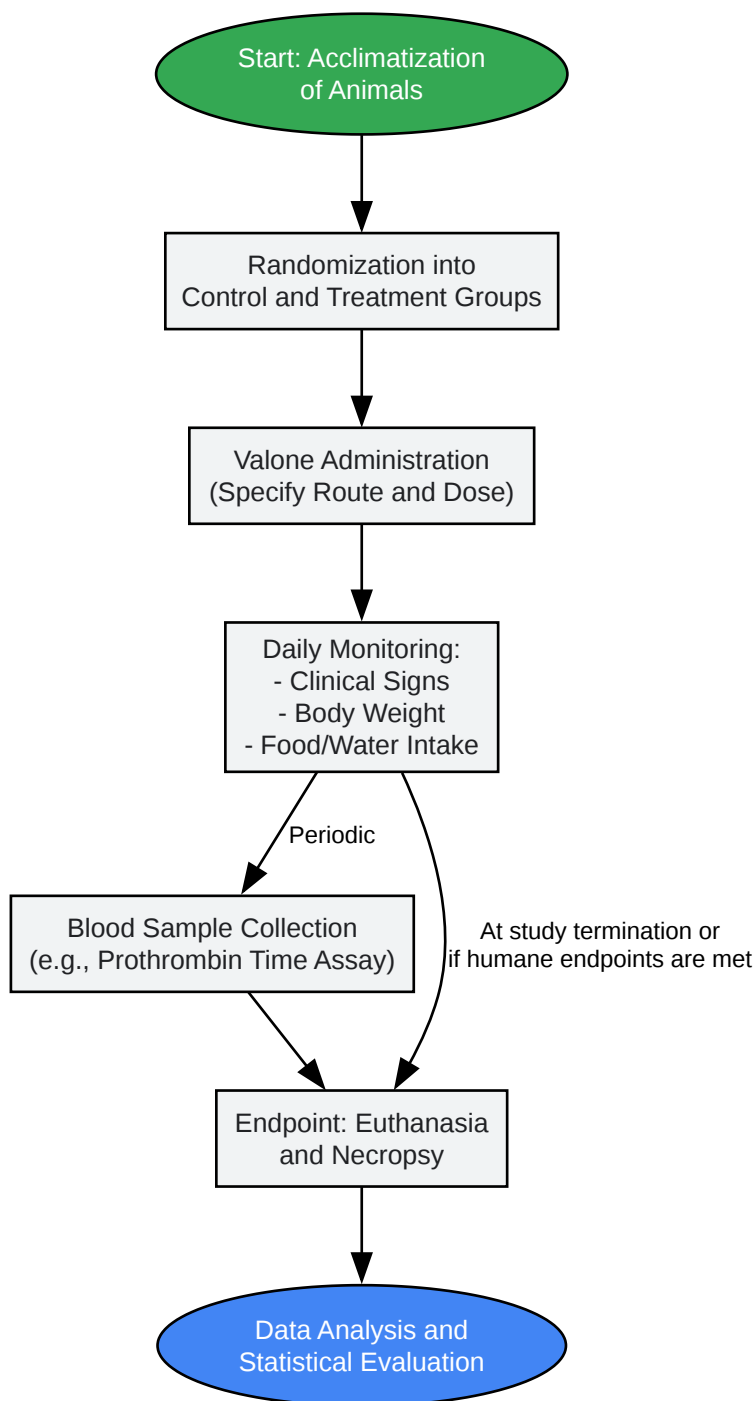 Start: Acclimatization
of Animals
Randomization into
Control and Treatment Groups
Valone Administration
(Specify Route and Dose)
Daily Monitoring:
- Clinical Signs
- Body Weight
- Food/Water Intake
Periodic
Blood Sample Collection
(e.g., Prothrombin Time Assay)
At study termination or
if humane endpoints are met
Endpoint: Euthanasia
and Necropsy
Data Analysis and
Statistical Evaluation